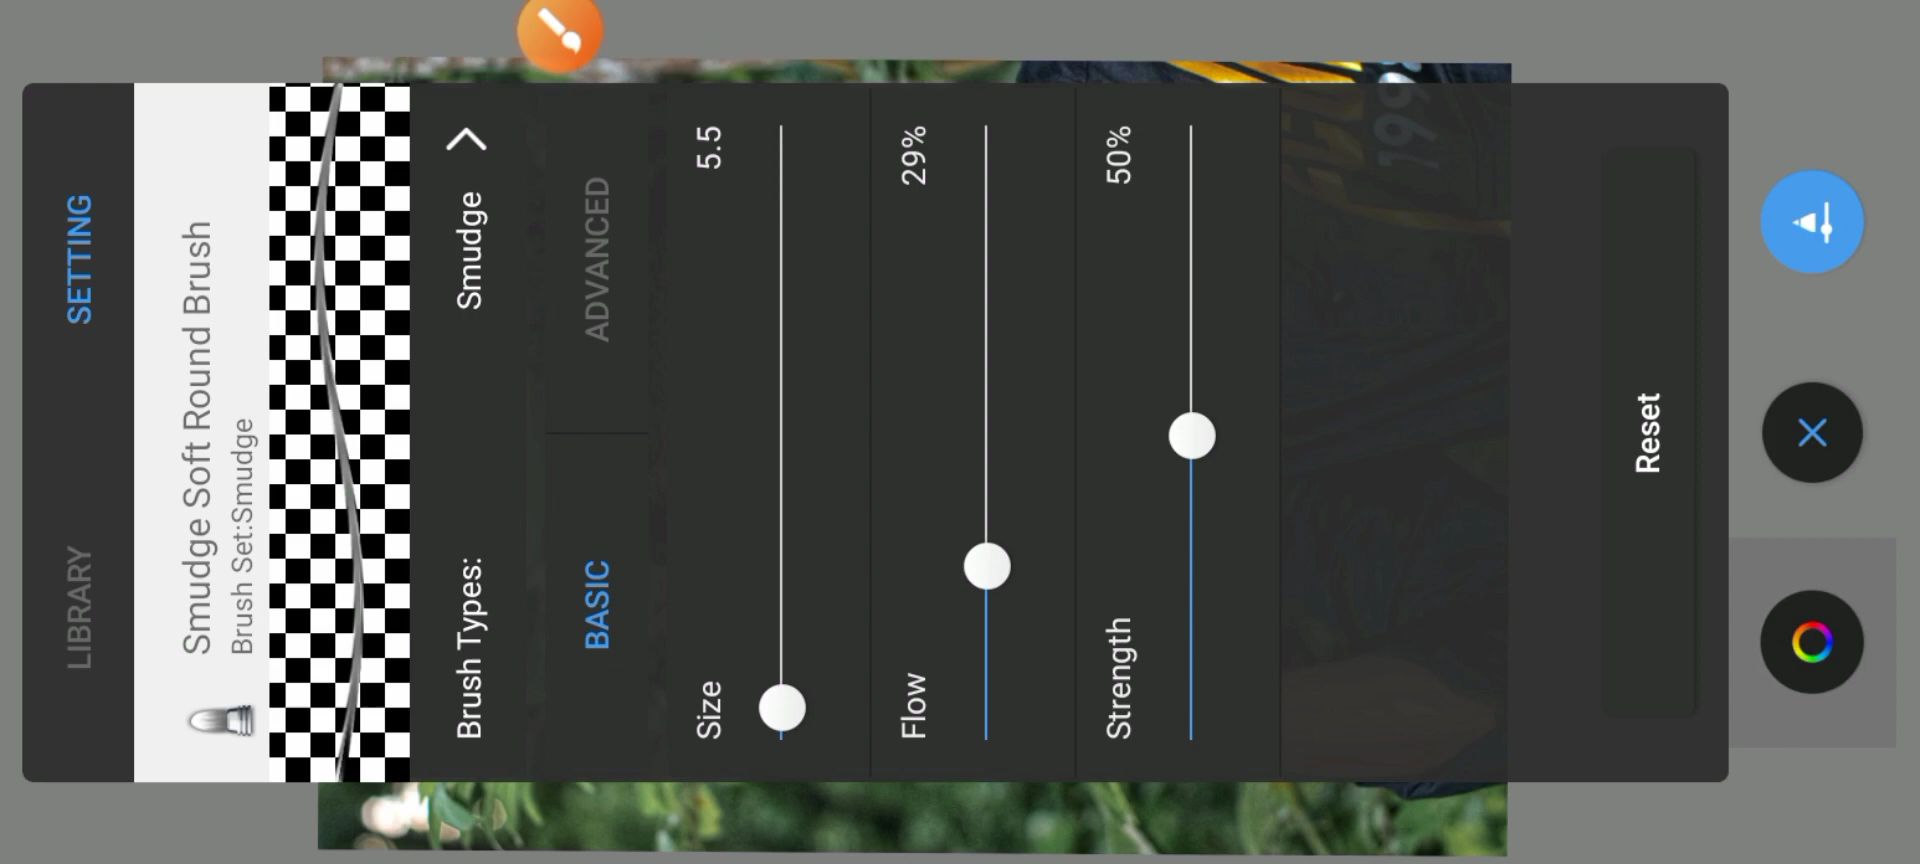 LIBRARY SETTING
Smudge Soft Round Brush
Brush Set:Smudge
Brush Types: Smudge
BASIC ADVANCED
Size 5.5
Flow 29%
Strength 50%
Reset